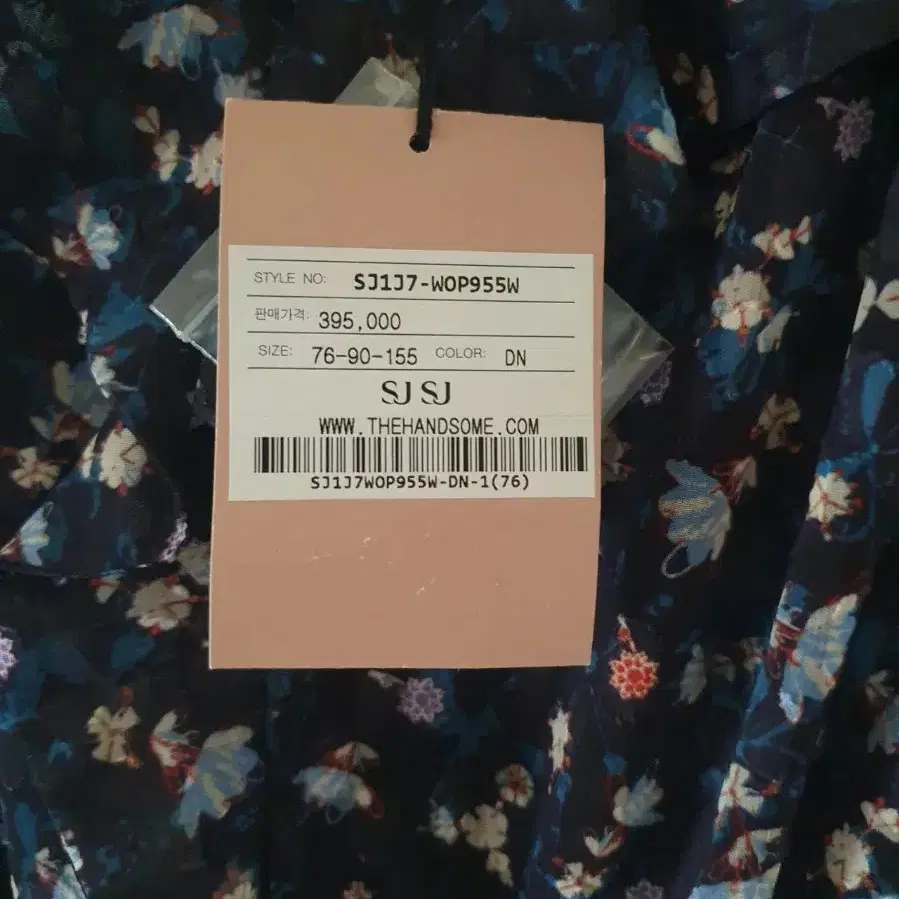 STYLE NO: SJ1J7-WOP955W
판매가격: 395,000
SIZE: 76-90-155 COLOR: DN
SJ SJ
WWW.THEHANDSOME.COM
SJ1J7WOP955W-DN-1(76)